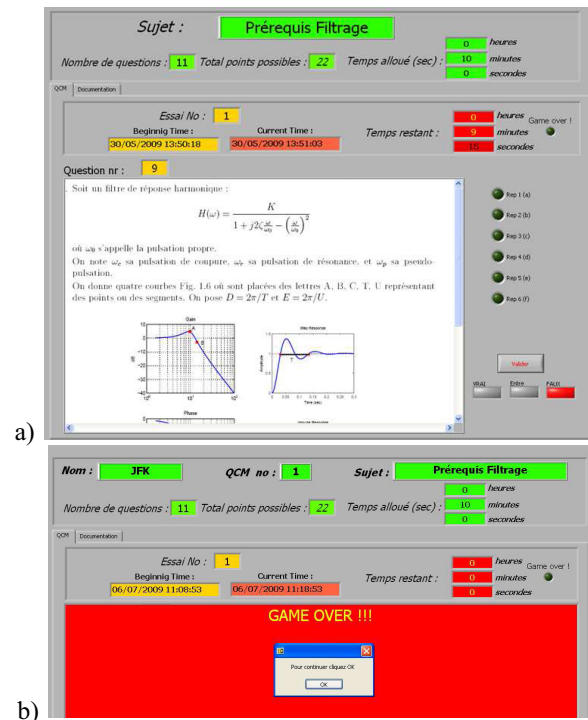 Sujet : Prérequis Filtrage
Nombre de questions : 11 Total points possibles : 22 Temps alloué (sec) : 0 heures
10 minutes
0 secondes
QCM Documentation
Essai No : 1
Beginnig Time : Current Time :
30/05/2009 13:50:18 30/05/2009 13:51:03
Temps restant :
0 heures
9 minutes
15 secondes
Game over !
Question nr : 9
. Soit un filtre de réponse harmonique :
H(ω) = K / (1 + j2ζ ω/ω₀ − (ω/ω₀)²)
où ω₀ s'appelle la pulsation propre.
On note ωc sa pulsation de coupure, ωr sa pulsation de résonance, et ωp sa pseudo-
pulsation.
On donne quatre courbes Fig. 1.6 où sont placées des lettres A, B, C, T, U représentant
des points ou des segments. On pose D = 2π/T et E = 2π/U.
Gain
A
B
Step Response
Amplitude
T
Time (sec)
Phase
Rep 1 (a)
Rep 2 (b)
Rep 3 (c)
Rep 4 (d)
Rep 5 (e)
Rep 6 (f)
Valider
VRAI Entre FAUX
a)
Nom : JFK QCM no : 1 Sujet : Prérequis Filtrage
Nombre de questions : 11 Total points possibles : 22 Temps alloué (sec) : 0 heures
10 minutes
0 secondes
QCM Documentation
Essai No : 1
Beginnig Time : Current Time :
06/07/2009 11:08:53 06/07/2009 11:18:53
Temps restant :
0 heures
0 minutes
0 secondes
Game over !
GAME OVER !!!
Pour continuer cliquez OK
OK
b)